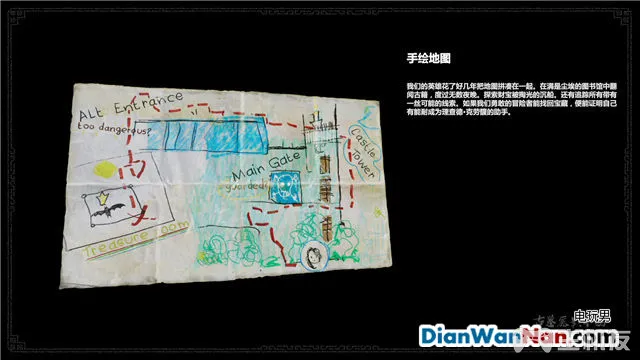 手绘地图
我们的英雄花了好几年把地图拼凑在一起。在满是尘埃的图书馆中翻
阅古籍，度过无数夜晚。探索财宝被掏光的沉船。还有追踪所有带有
一丝可能的线索。如果我们勇敢的冒险者能找回宝藏，便能证明自己
有能耐成为理查德·克劳馥的助手。
Alt Entrance
too dangerous?
Castle
Tower
Main Gate
guarded!
Treasure room
电玩男
DianWanNan.com